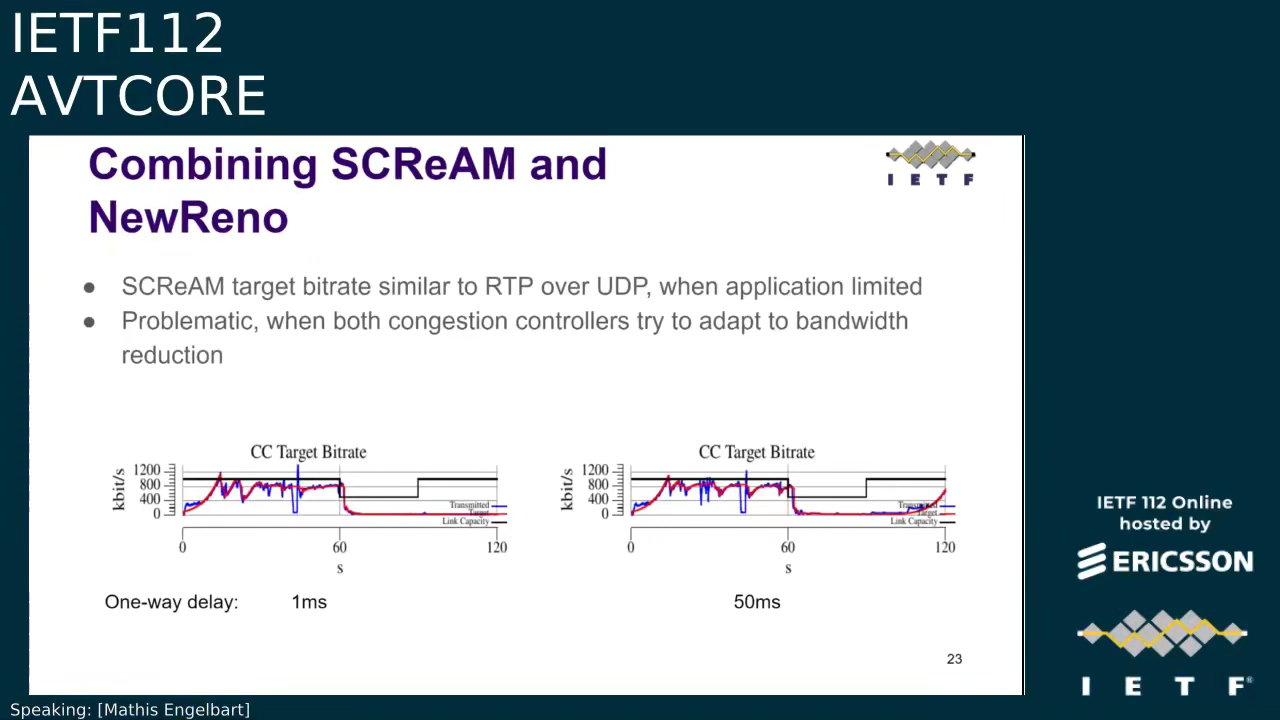 IETF112
AVTCORE
Combining SCReAM and
NewReno
I E T F
● SCReAM target bitrate similar to RTP over UDP, when application limited
● Problematic, when both congestion controllers try to adapt to bandwidth
reduction
CC Target Bitrate
kbit/s
1200
800
400
0
Transmitted
Target
Link Capacity
0 60 120
s
CC Target Bitrate
kbit/s
1200
800
400
0
Transmitted
Target
Link Capacity
0 60 120
s
One-way delay: 1ms 50ms
23
IETF 112 Online
hosted by
ERICSSON
I E T F®
Speaking: [Mathis Engelbart]